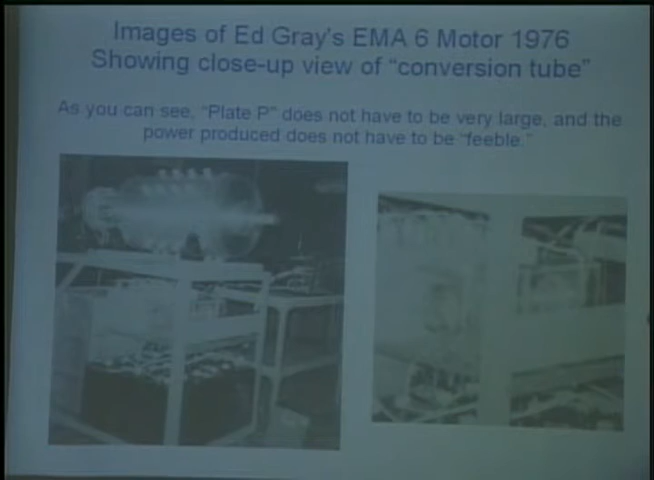 Images of Ed Gray's EMA 6 Motor 1976
Showing close-up view of "conversion tube"
As you can see, "Plate P" does not have to be very large, and the
power produced does not have to be "feeble."